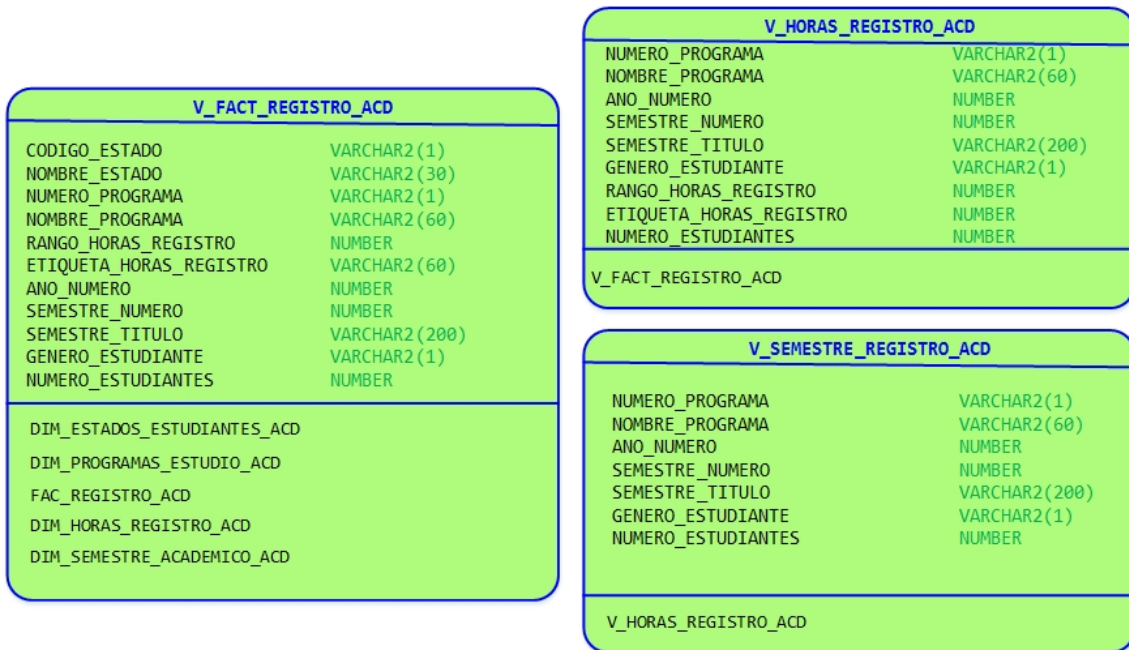 V_FACT_REGISTRO_ACD
CODIGO_ESTADO VARCHAR2(1)
NOMBRE_ESTADO VARCHAR2(30)
NUMERO_PROGRAMA VARCHAR2(1)
NOMBRE_PROGRAMA VARCHAR2(60)
RANGO_HORAS_REGISTRO NUMBER
ETIQUETA_HORAS_REGISTRO VARCHAR2(60)
ANO_NUMERO NUMBER
SEMESTRE_NUMERO NUMBER
SEMESTRE_TITULO VARCHAR2(200)
GENERO_ESTUDIANTE VARCHAR2(1)
NUMERO_ESTUDIANTES NUMBER
DIM_ESTADOS_ESTUDIANTES_ACD
DIM_PROGRAMAS_ESTUDIO_ACD
FAC_REGISTRO_ACD
DIM_HORAS_REGISTRO_ACD
DIM_SEMESTRE_ACADEMICO_ACD
V_HORAS_REGISTRO_ACD
NUMERO_PROGRAMA VARCHAR2(1)
NOMBRE_PROGRAMA VARCHAR2(60)
ANO_NUMERO NUMBER
SEMESTRE_NUMERO NUMBER
SEMESTRE_TITULO VARCHAR2(200)
GENERO_ESTUDIANTE VARCHAR2(1)
RANGO_HORAS_REGISTRO NUMBER
ETIQUETA_HORAS_REGISTRO NUMBER
NUMERO_ESTUDIANTES NUMBER
V_FACT_REGISTRO_ACD
V_SEMESTRE_REGISTRO_ACD
NUMERO_PROGRAMA VARCHAR2(1)
NOMBRE_PROGRAMA VARCHAR2(60)
ANO_NUMERO NUMBER
SEMESTRE_NUMERO NUMBER
SEMESTRE_TITULO VARCHAR2(200)
GENERO_ESTUDIANTE VARCHAR2(1)
NUMERO_ESTUDIANTES NUMBER
V_HORAS_REGISTRO_ACD